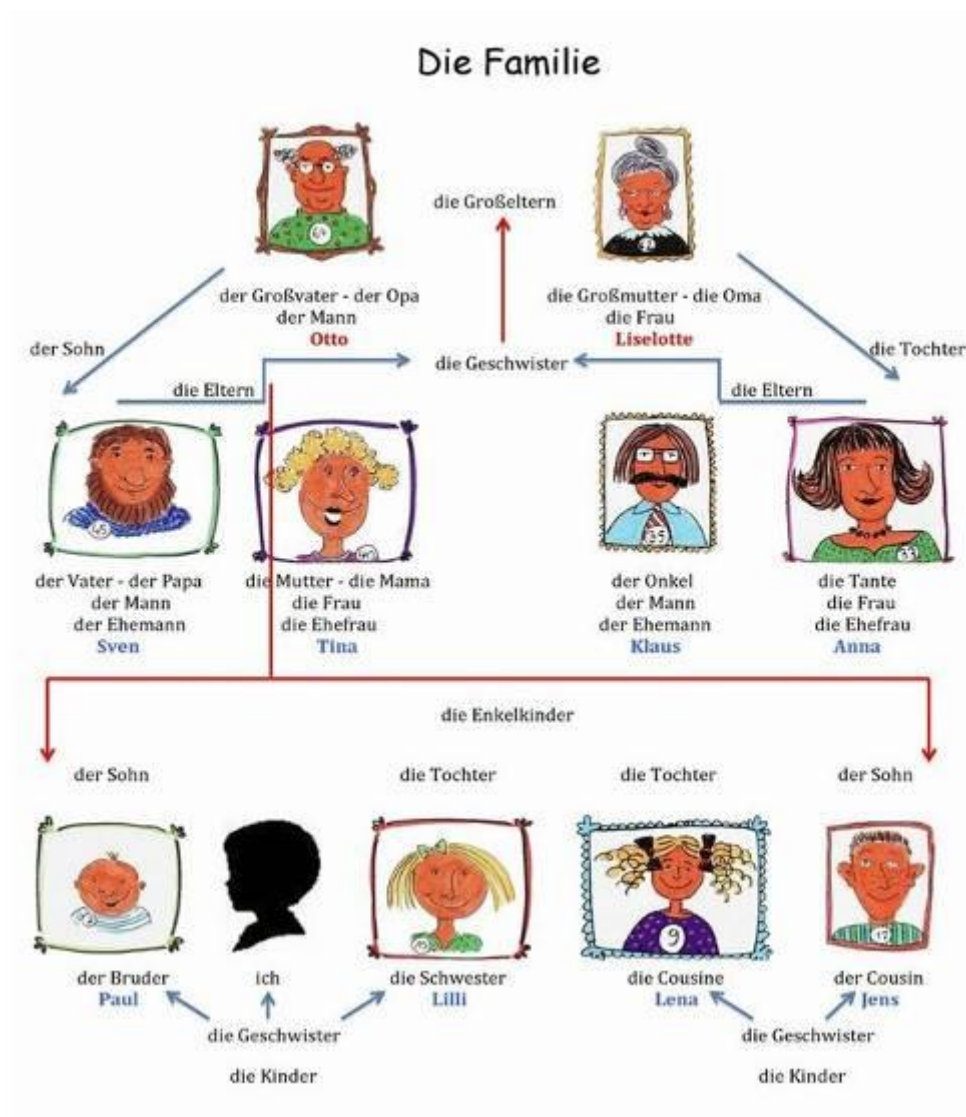 Die Familie
die Großeltern
der Großvater - der Opa
der Mann
Otto
die Großmutter - die Oma
die Frau
Liselotte
der Sohn
die Geschwister
die Tochter
die Eltern
die Eltern
45
35
33
der Vater - der Papa
der Mann
der Ehemann
Sven
die Mutter - die Mama
die Frau
die Ehefrau
Tina
der Onkel
der Mann
der Ehemann
Klaus
die Tante
die Frau
die Ehefrau
Anna
die Enkelkinder
der Sohn
die Tochter
die Tochter
der Sohn
9
der Bruder
Paul
ich
die Schwester
Lilli
die Cousine
Lena
der Cousin
Jens
die Geschwister
die Kinder
die Geschwister
die Kinder